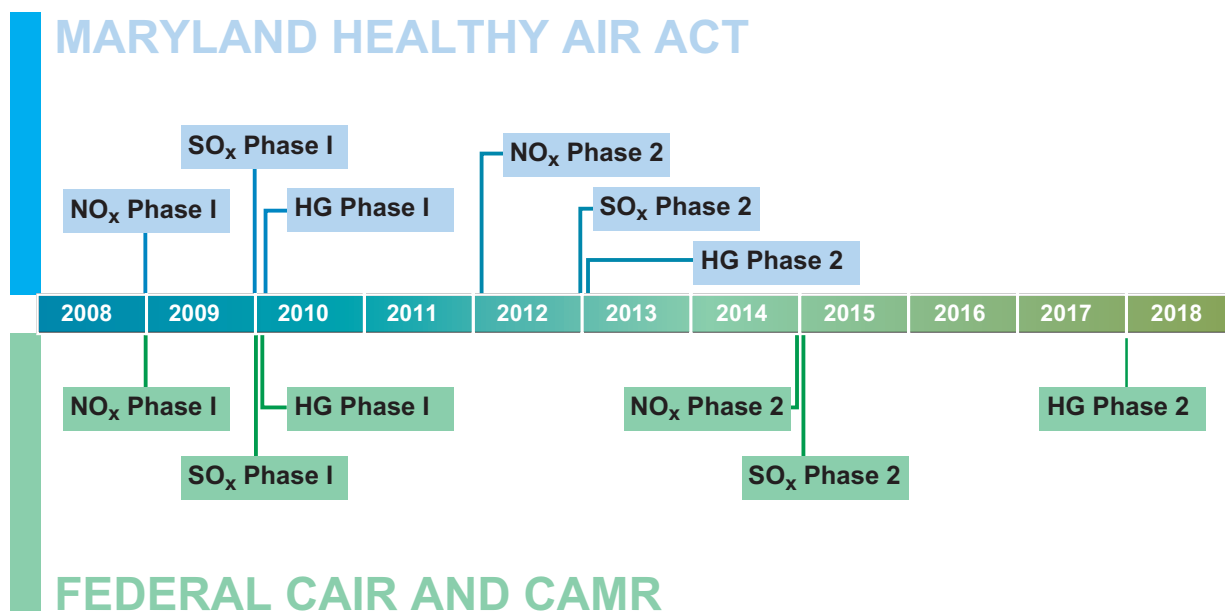 MARYLAND HEALTHY AIR ACT
SOx Phase I
NOx Phase 2
NOx Phase I
HG Phase I
SOx Phase 2
HG Phase 2
2008 2009 2010 2011 2012 2013 2014 2015 2016 2017 2018
NOx Phase I
HG Phase I
NOx Phase 2
HG Phase 2
SOx Phase I
SOx Phase 2
FEDERAL CAIR AND CAMR